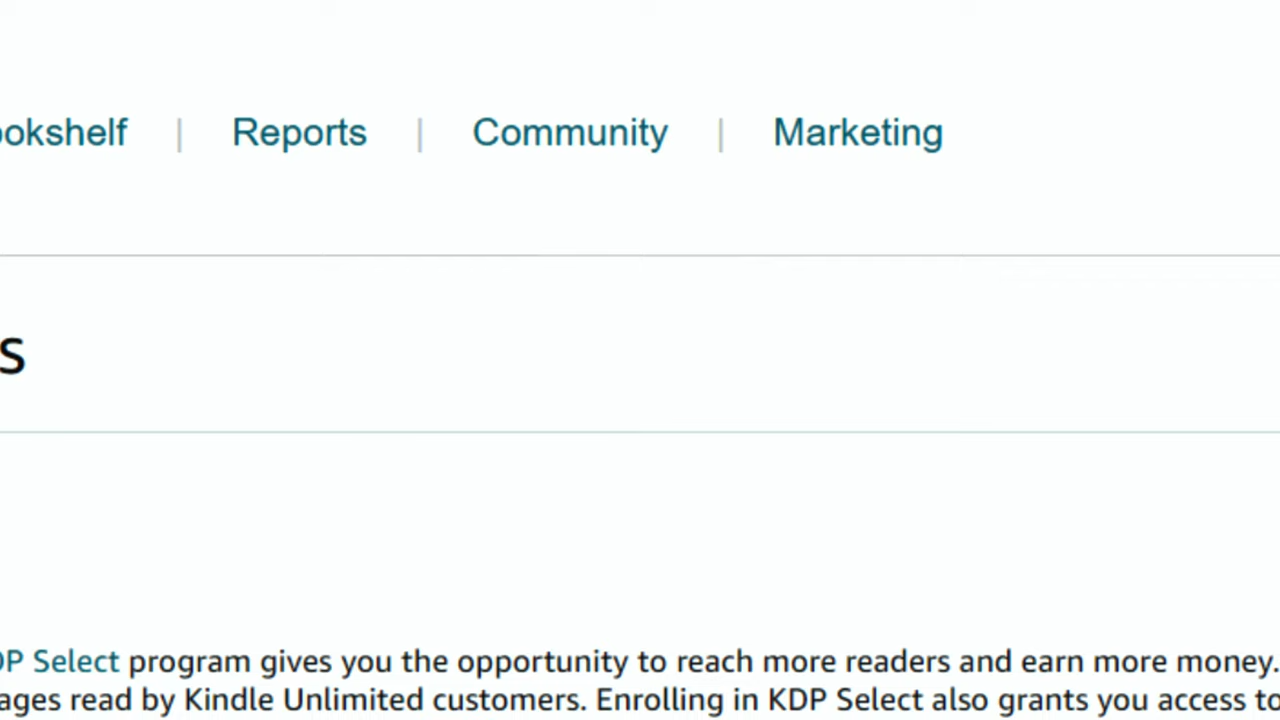 ookshelf | Reports | Community | Marketing
s
DP Select program gives you the opportunity to reach more readers and earn more money.
ages read by Kindle Unlimited customers. Enrolling in KDP Select also grants you access to